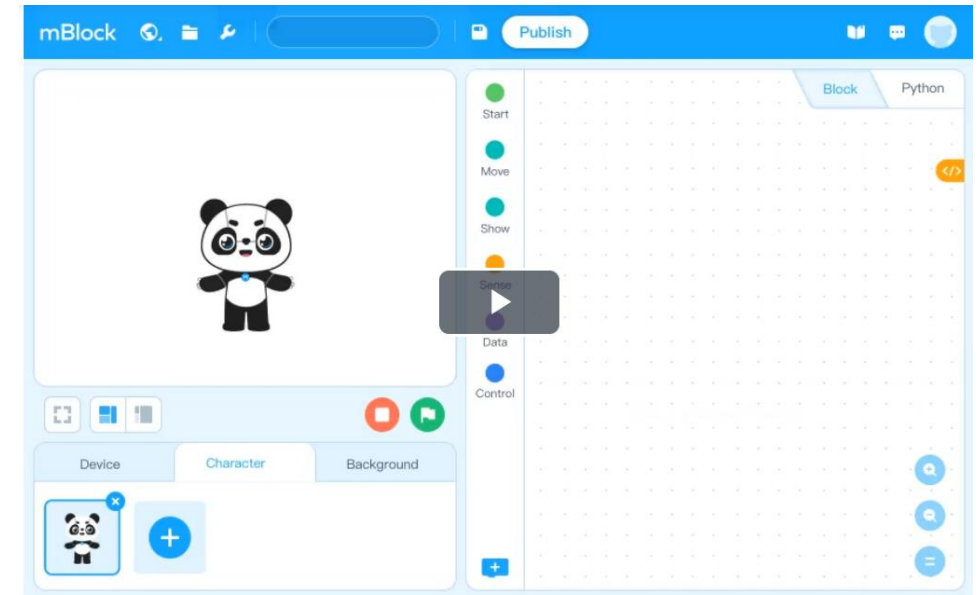 mBlock
Publish
Block
Python
Start
Move
Show
Sense
Data
Control
Device
Character
Background